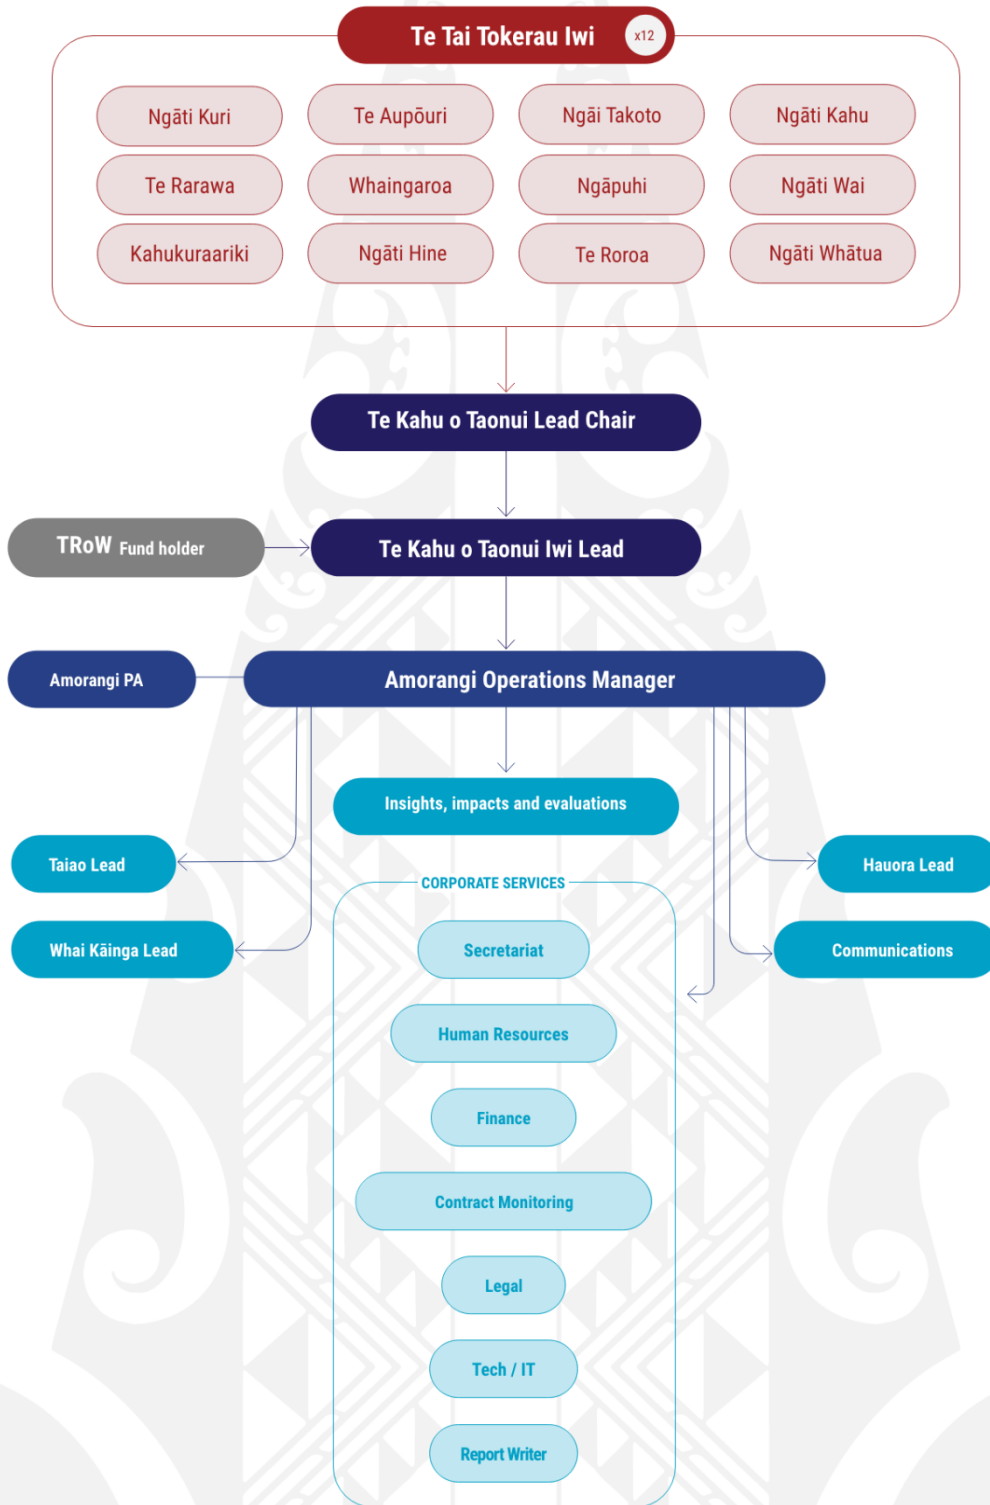 Te Tai Tokerau Iwi x12
Ngāti Kuri
Te Aupōuri
Ngāi Takoto
Ngāti Kahu
Te Rarawa
Whaingaroa
Ngāpuhi
Ngāti Wai
Kahukuraariki
Ngāti Hine
Te Roroa
Ngāti Whātua
Te Kahu o Taonui Lead Chair
TRoW Fund holder
Te Kahu o Taonui Iwi Lead
Amorangi PA
Amorangi Operations Manager
Insights, impacts and evaluations
Taiao Lead
Hauora Lead
CORPORATE SERVICES
Whai Kāinga Lead
Secretariat
Communications
Human Resources
Finance
Contract Monitoring
Legal
Tech / IT
Report Writer